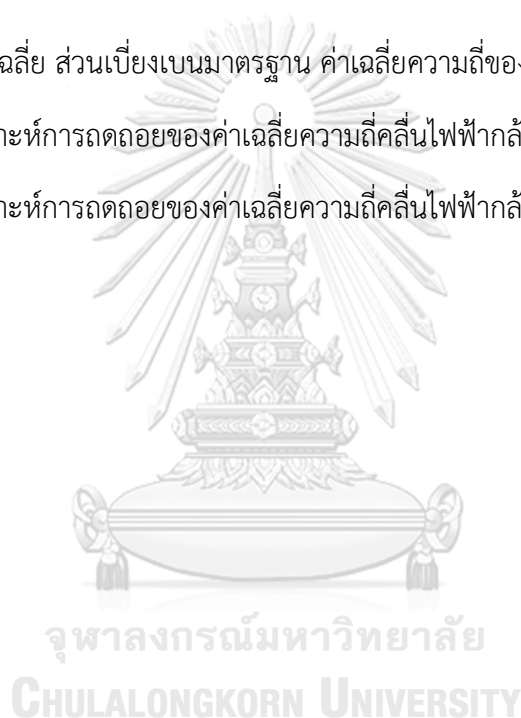 ฉลี่ย ส่วนเบี่ยงเบนมาตรฐาน ค่าเฉลี่ยความถี่ของ
าะห์การถดถอยของค่าเฉลี่ยความถี่คลื่นไฟฟ้ากล้
าะห์การถดถอยของค่าเฉลี่ยความถี่คลื่นไฟฟ้ากล้
จุฬาลงกรณ์มหาวิทยาลัย
CHULALONGKORN UNIVERSITY